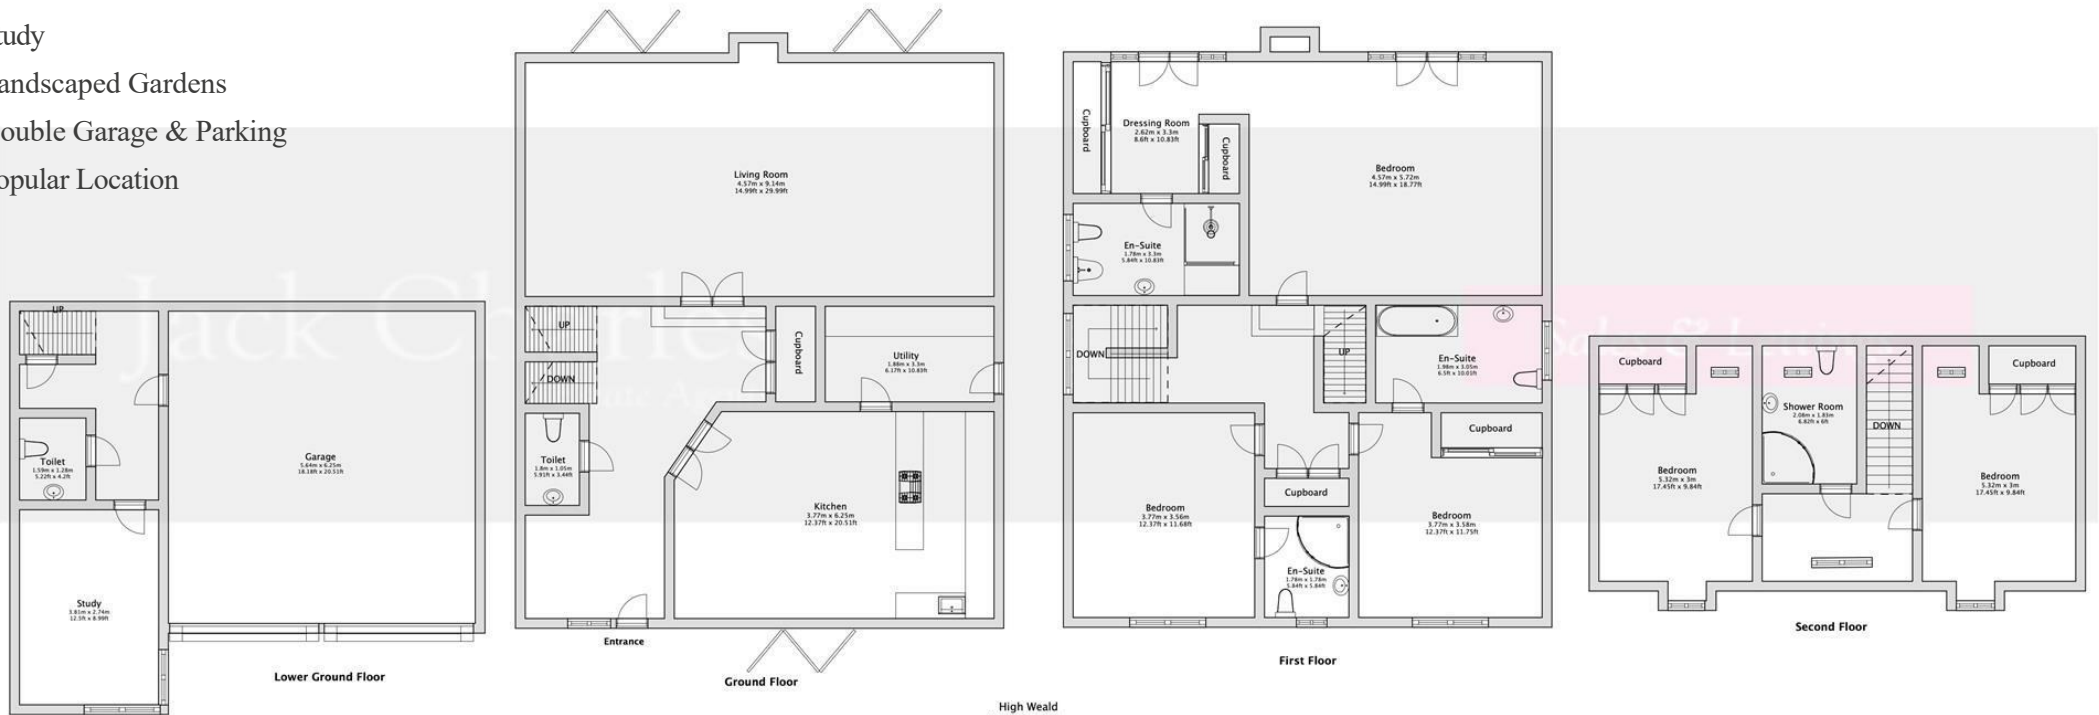 tudy
andscaped Gardens
ouble Garage & Parking
opular Location
Jack Charles
Estate Agents
Sales & Lettings
UP
Toilet
1.59m x 1.28m
5.22ft x 4.2ft
Garage
5.64m x 6.25m
18.18ft x 20.51ft
Study
3.81m x 2.74m
12.5ft x 8.99ft
Lower Ground Floor
Living Room
4.57m x 9.14m
14.99ft x 29.99ft
UP
DOWN
Cupboard
Utility
1.88m x 3.3m
6.17ft x 10.83ft
Toilet
1.8m x 1.05m
5.91ft x 3.44ft
Kitchen
3.77m x 6.25m
12.37ft x 20.51ft
Entrance
Ground Floor
Cupboard
Dressing Room
2.62m x 3.3m
8.6ft x 10.83ft
Cupboard
Bedroom
4.57m x 5.72m
14.99ft x 18.77ft
En-Suite
1.78m x 3.3m
5.84ft x 10.83ft
DOWN
UP
En-Suite
1.98m x 3.05m
6.5ft x 10.01ft
Cupboard
Bedroom
3.77m x 3.56m
12.37ft x 11.68ft
Cupboard
Bedroom
3.77m x 3.58m
12.37ft x 11.75ft
En-Suite
1.78m x 1.78m
5.84ft x 5.84ft
First Floor
Cupboard
Cupboard
Shower Room
2.08m x 1.83m
6.82ft x 6ft
DOWN
Bedroom
5.32m x 3m
17.45ft x 9.84ft
Bedroom
5.32m x 3m
17.45ft x 9.84ft
Second Floor
High Weald